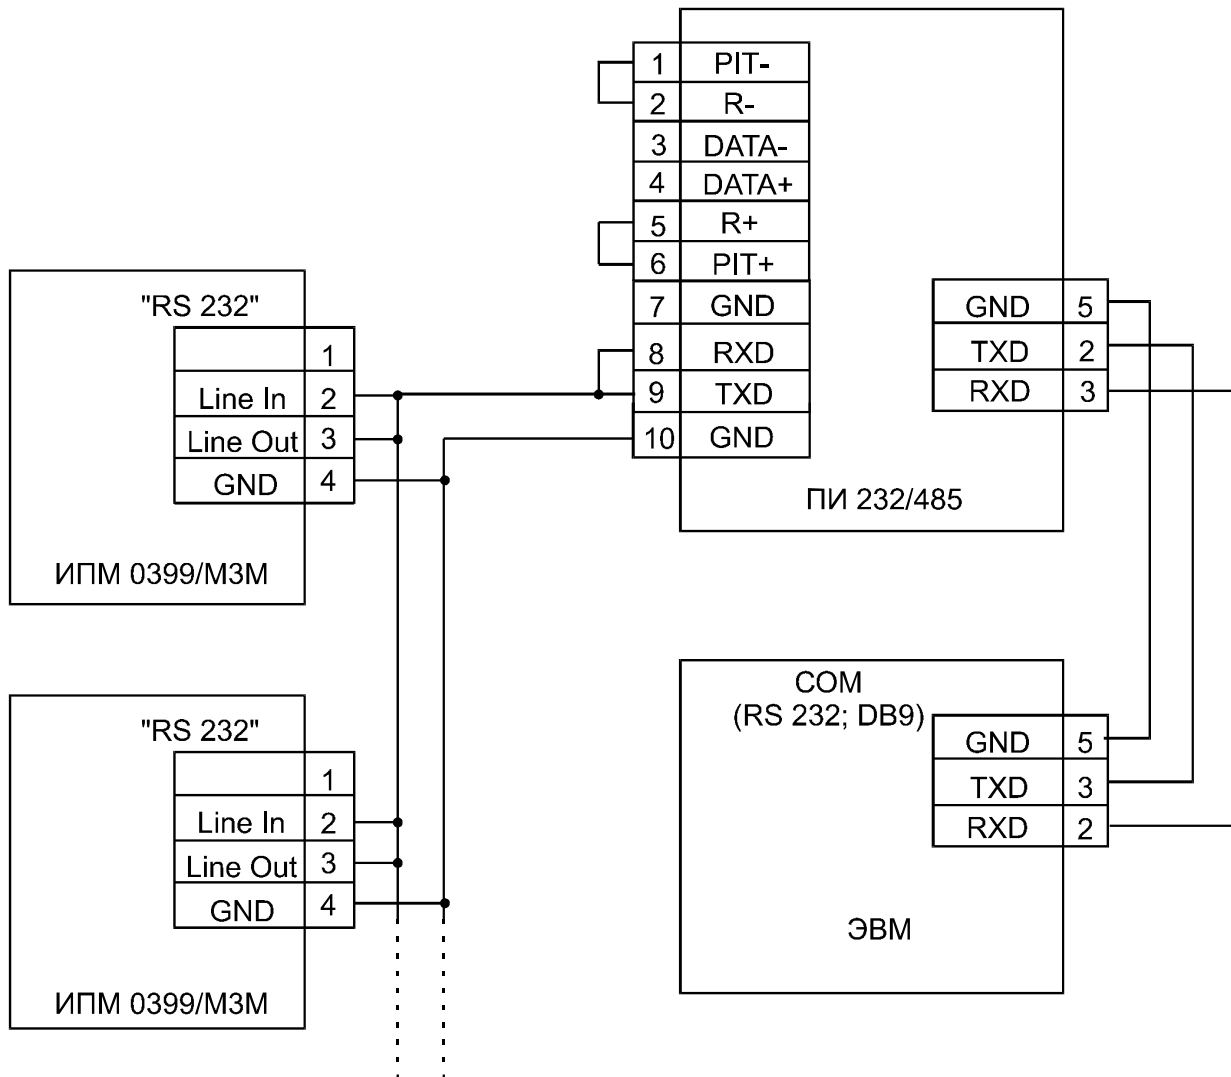 1 PIT-
2 R-
3 DATA-
4 DATA+
5 R+
6 PIT+
7 GND
8 RXD
9 TXD
10 GND
GND 5
TXD 2
RXD 3
ПИ 232/485
"RS 232"
1
Line In 2
Line Out 3
GND 4
ИПМ 0399/М3М
"RS 232"
1
Line In 2
Line Out 3
GND 4
ИПМ 0399/М3М
COM
(RS 232; DB9)
GND 5
TXD 3
RXD 2
ЭВМ